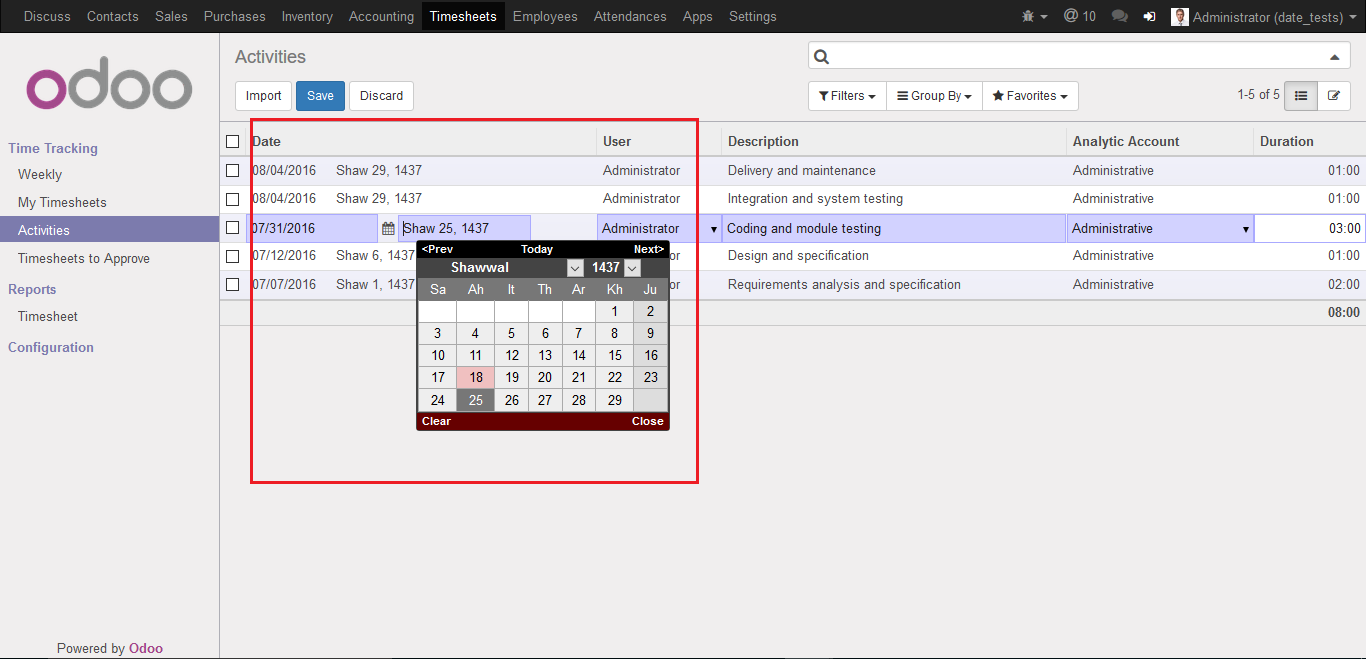 Discuss Contacts Sales Purchases Inventory Accounting Timesheets Employees Attendances Apps Settings @ 10 Administrator (date_tests)
odoo
Time Tracking
Weekly
My Timesheets
Activities
Timesheets to Approve
Reports
Timesheet
Configuration
Powered by Odoo
Activities
Import Save Discard Filters Group By Favorites 1-5 of 5
Date User Description Analytic Account Duration
08/04/2016 Shaw 29, 1437 Administrator Delivery and maintenance Administrative 01:00
08/04/2016 Shaw 29, 1437 Administrator Integration and system testing Administrative 01:00
07/31/2016 Shaw 25, 1437 Administrator Coding and module testing Administrative 03:00
07/12/2016 Shaw 6, 1437 or Design and specification Administrative 01:00
07/07/2016 Shaw 1, 1437 or Requirements analysis and specification Administrative 02:00
08:00
<Prev Today Next>
Shawwal 1437
Sa Ah It Th Ar Kh Ju
1 2
3 4 5 6 7 8 9
10 11 12 13 14 15 16
17 18 19 20 21 22 23
24 25 26 27 28 29
Clear Close